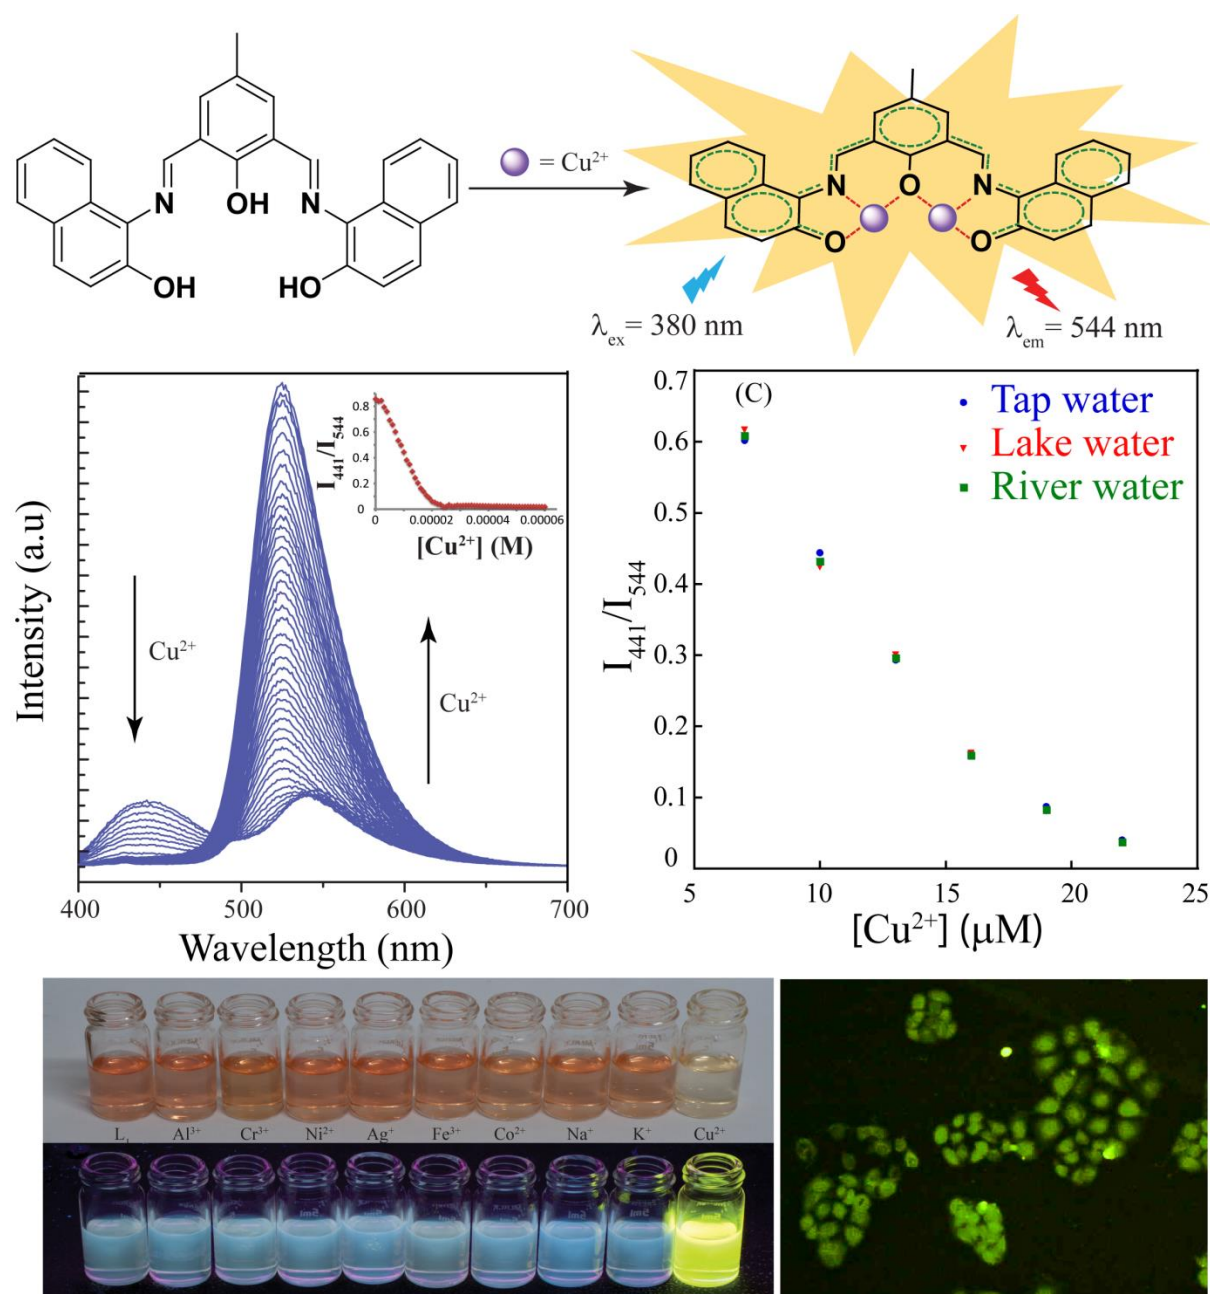 N
OH
N
OH
HO
= Cu²⁺
N
O
N
O
O
λex= 380 nm
λem= 544 nm
Intensity (a.u)
Cu²⁺
Cu²⁺
I₄₄₁/I₅₄₄
0.8
0.6
0.4
0.2
0
0
0.00002
0.00004
0.00006
[Cu²⁺] (M)
400
500
600
700
Wavelength (nm)
(C)
Tap water
Lake water
River water
I₄₄₁/I₅₄₄
0.7
0.6
0.5
0.4
0.3
0.2
0.1
0
5
10
15
20
25
[Cu²⁺] (μM)
L₁ Al³⁺ Cr³⁺ Ni²⁺ Ag⁺ Fe³⁺ Co²⁺ Na⁺ K⁺ Cu²⁺